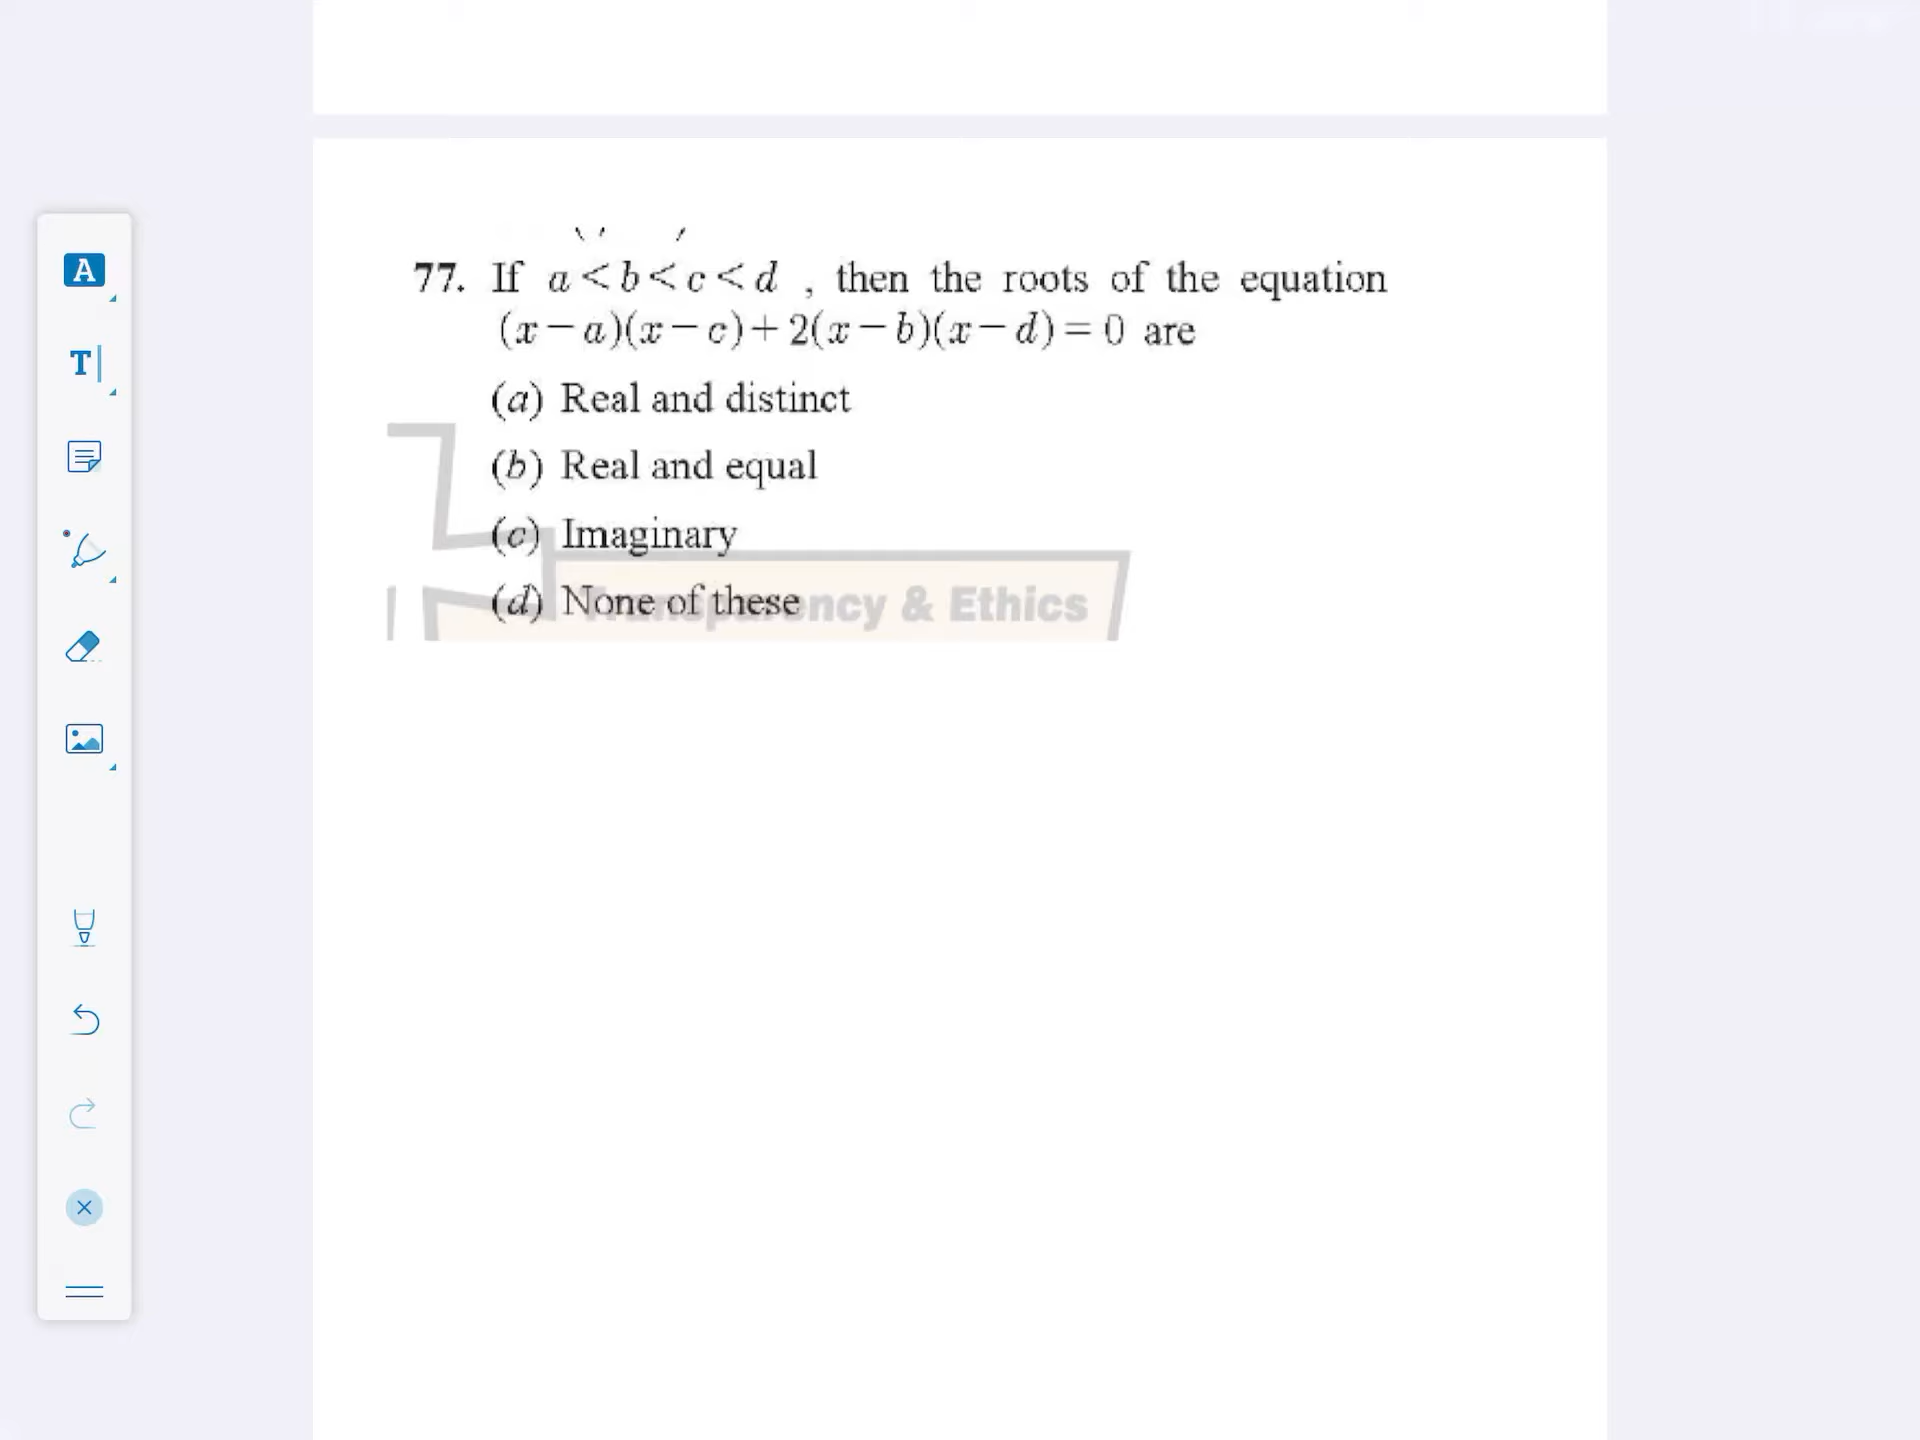 77. If a < b < c < d , then the roots of the equation
(x − a)(x − c) + 2(x − b)(x − d) = 0 are
(a) Real and distinct
(b) Real and equal
(c) Imaginary
(d) None of these
Transparency & Ethics
A
T